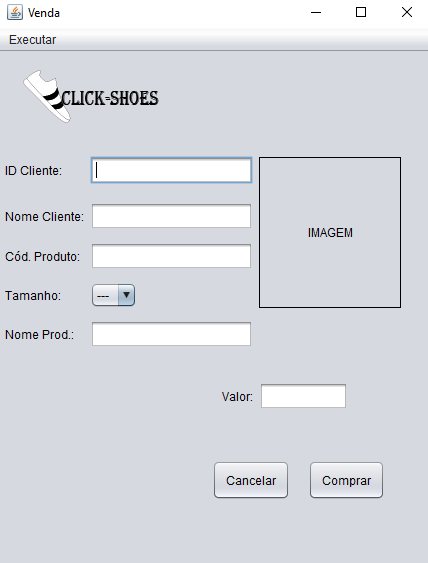 Venda
Executar
CLICK-SHOES
ID Cliente:
IMAGEM
Nome Cliente:
Cód. Produto:
Tamanho: ---
Nome Prod.:
Valor:
Cancelar Comprar